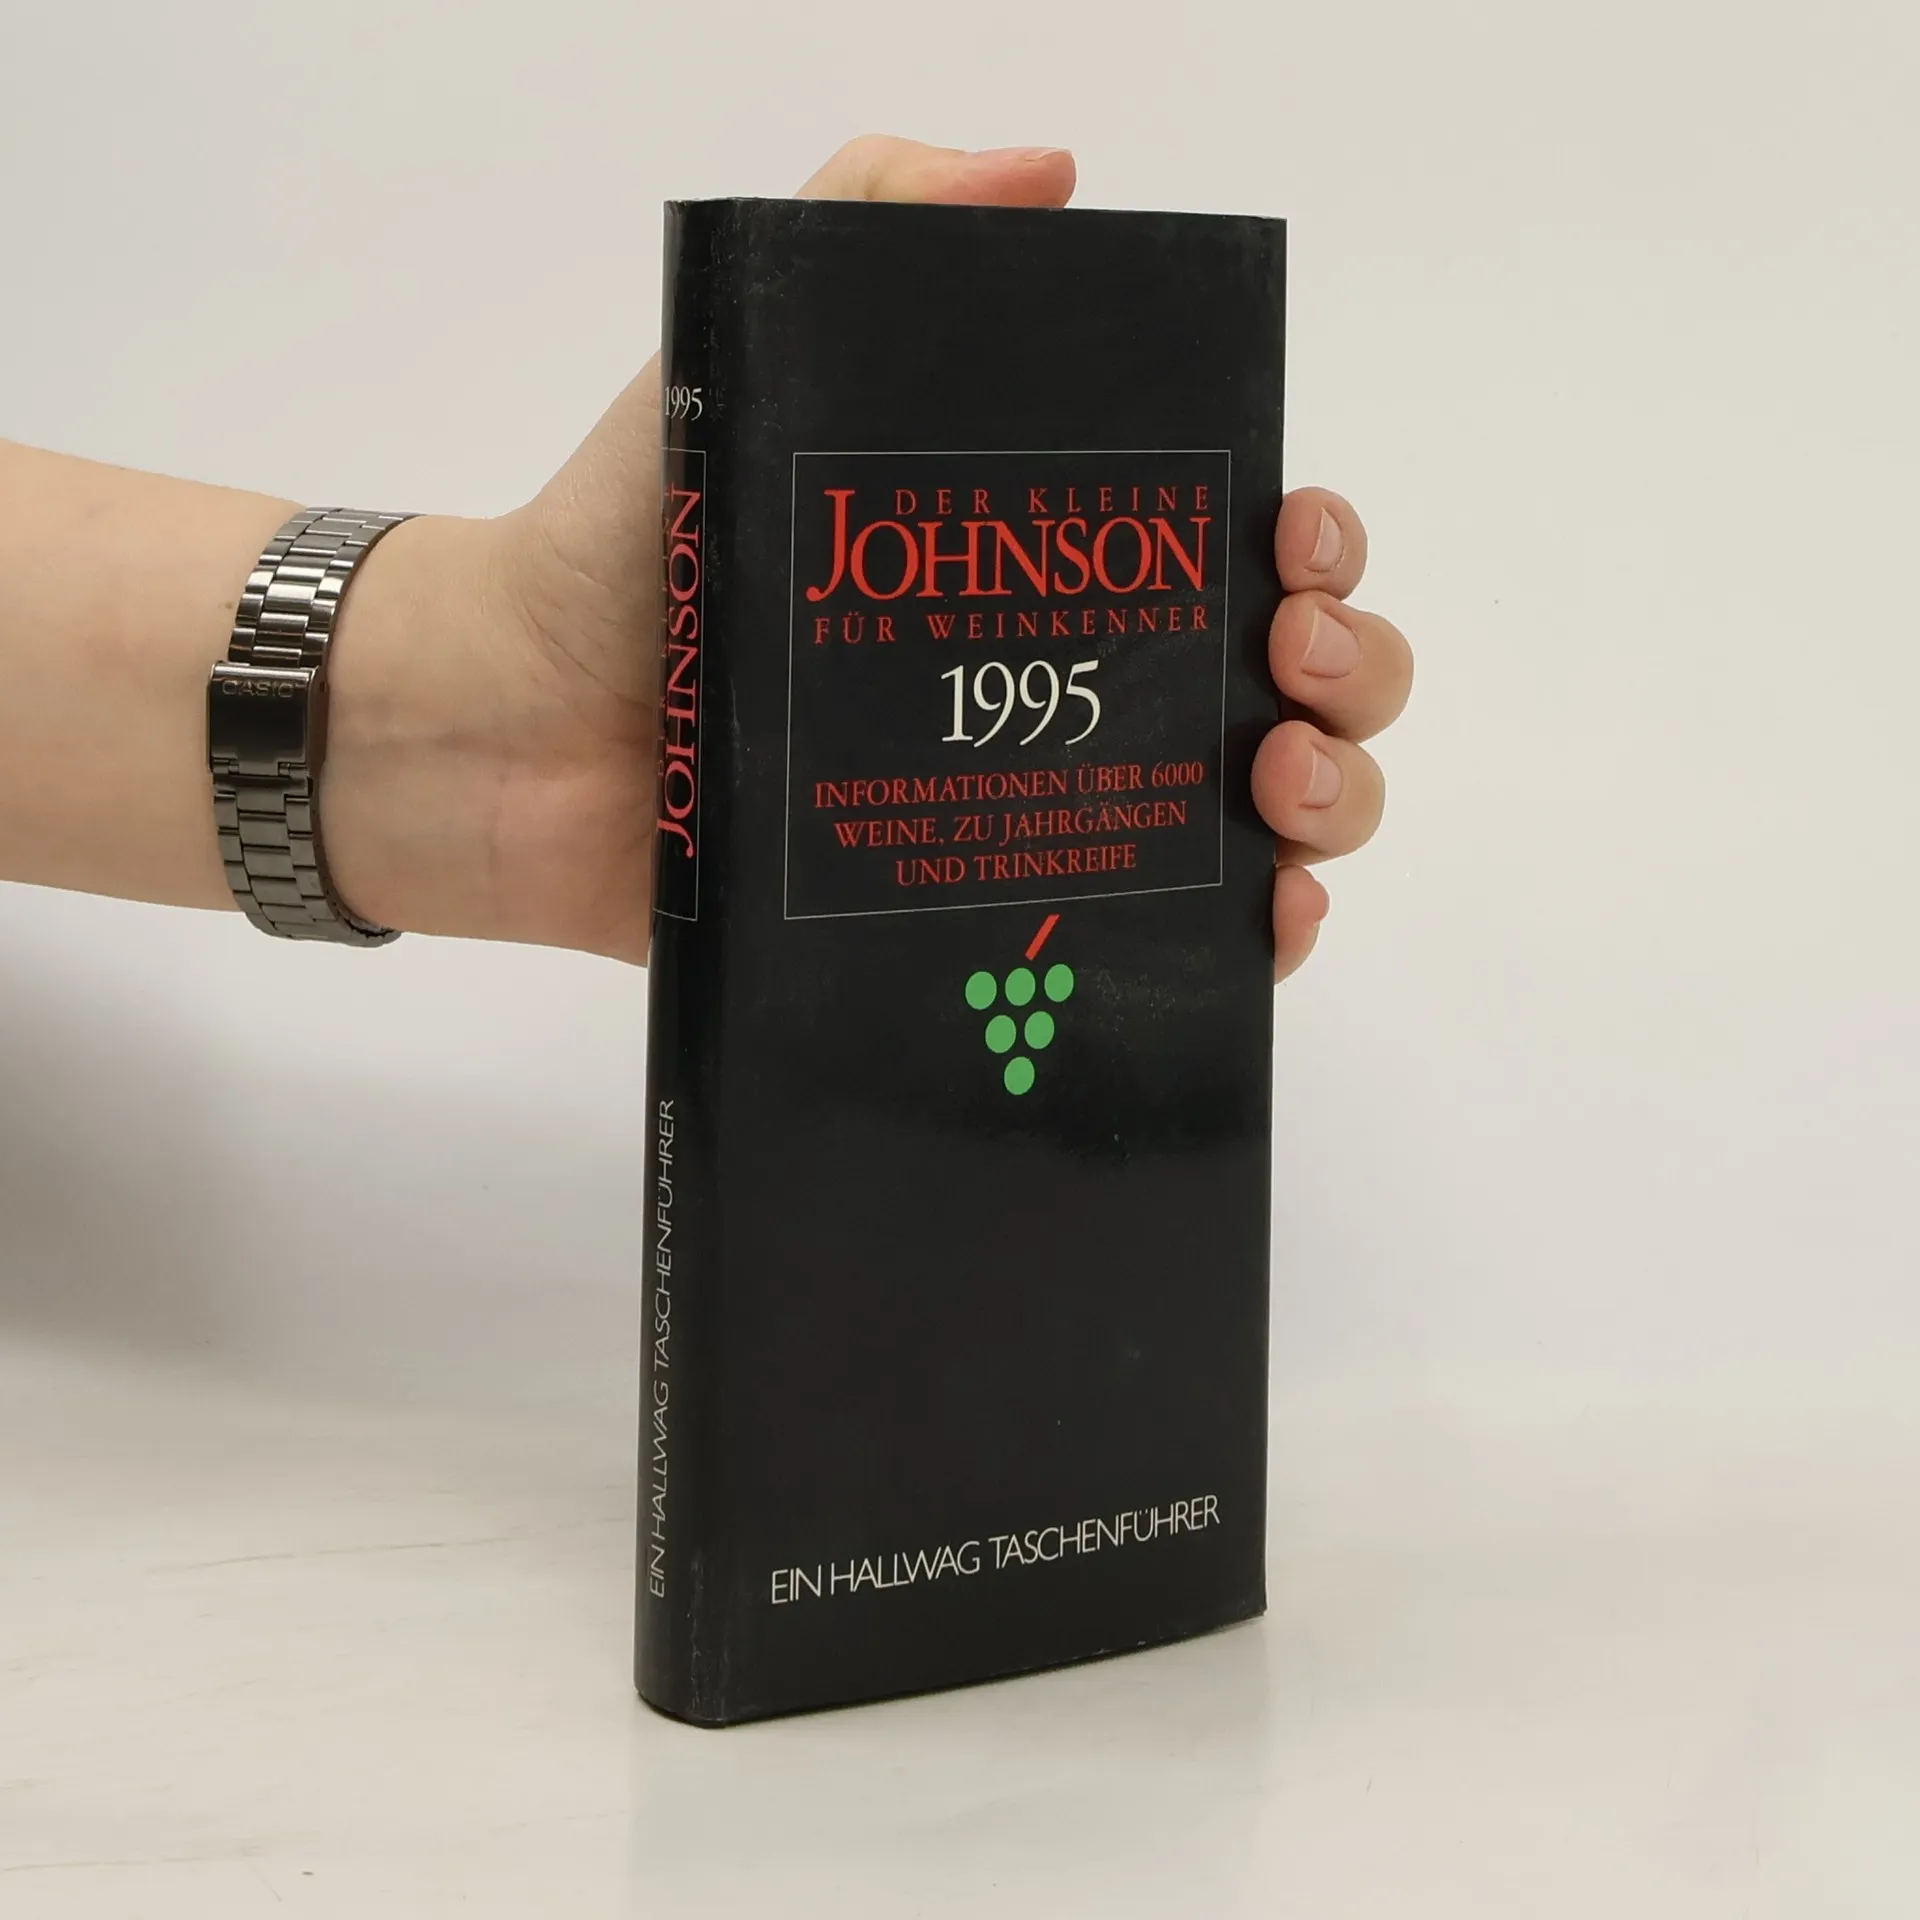 1995
JOHNSON
EIN HALLWAG TASCHENFÜHRER
DER KLEINE
JOHNSON
FÜR WEINKENNER
1995
INFORMATIONEN ÜBER 6000
WEINE, ZU JAHRGÄNGEN
UND TRINKREIFE
EIN HALLWAG TASCHENFÜHRER
CASIO